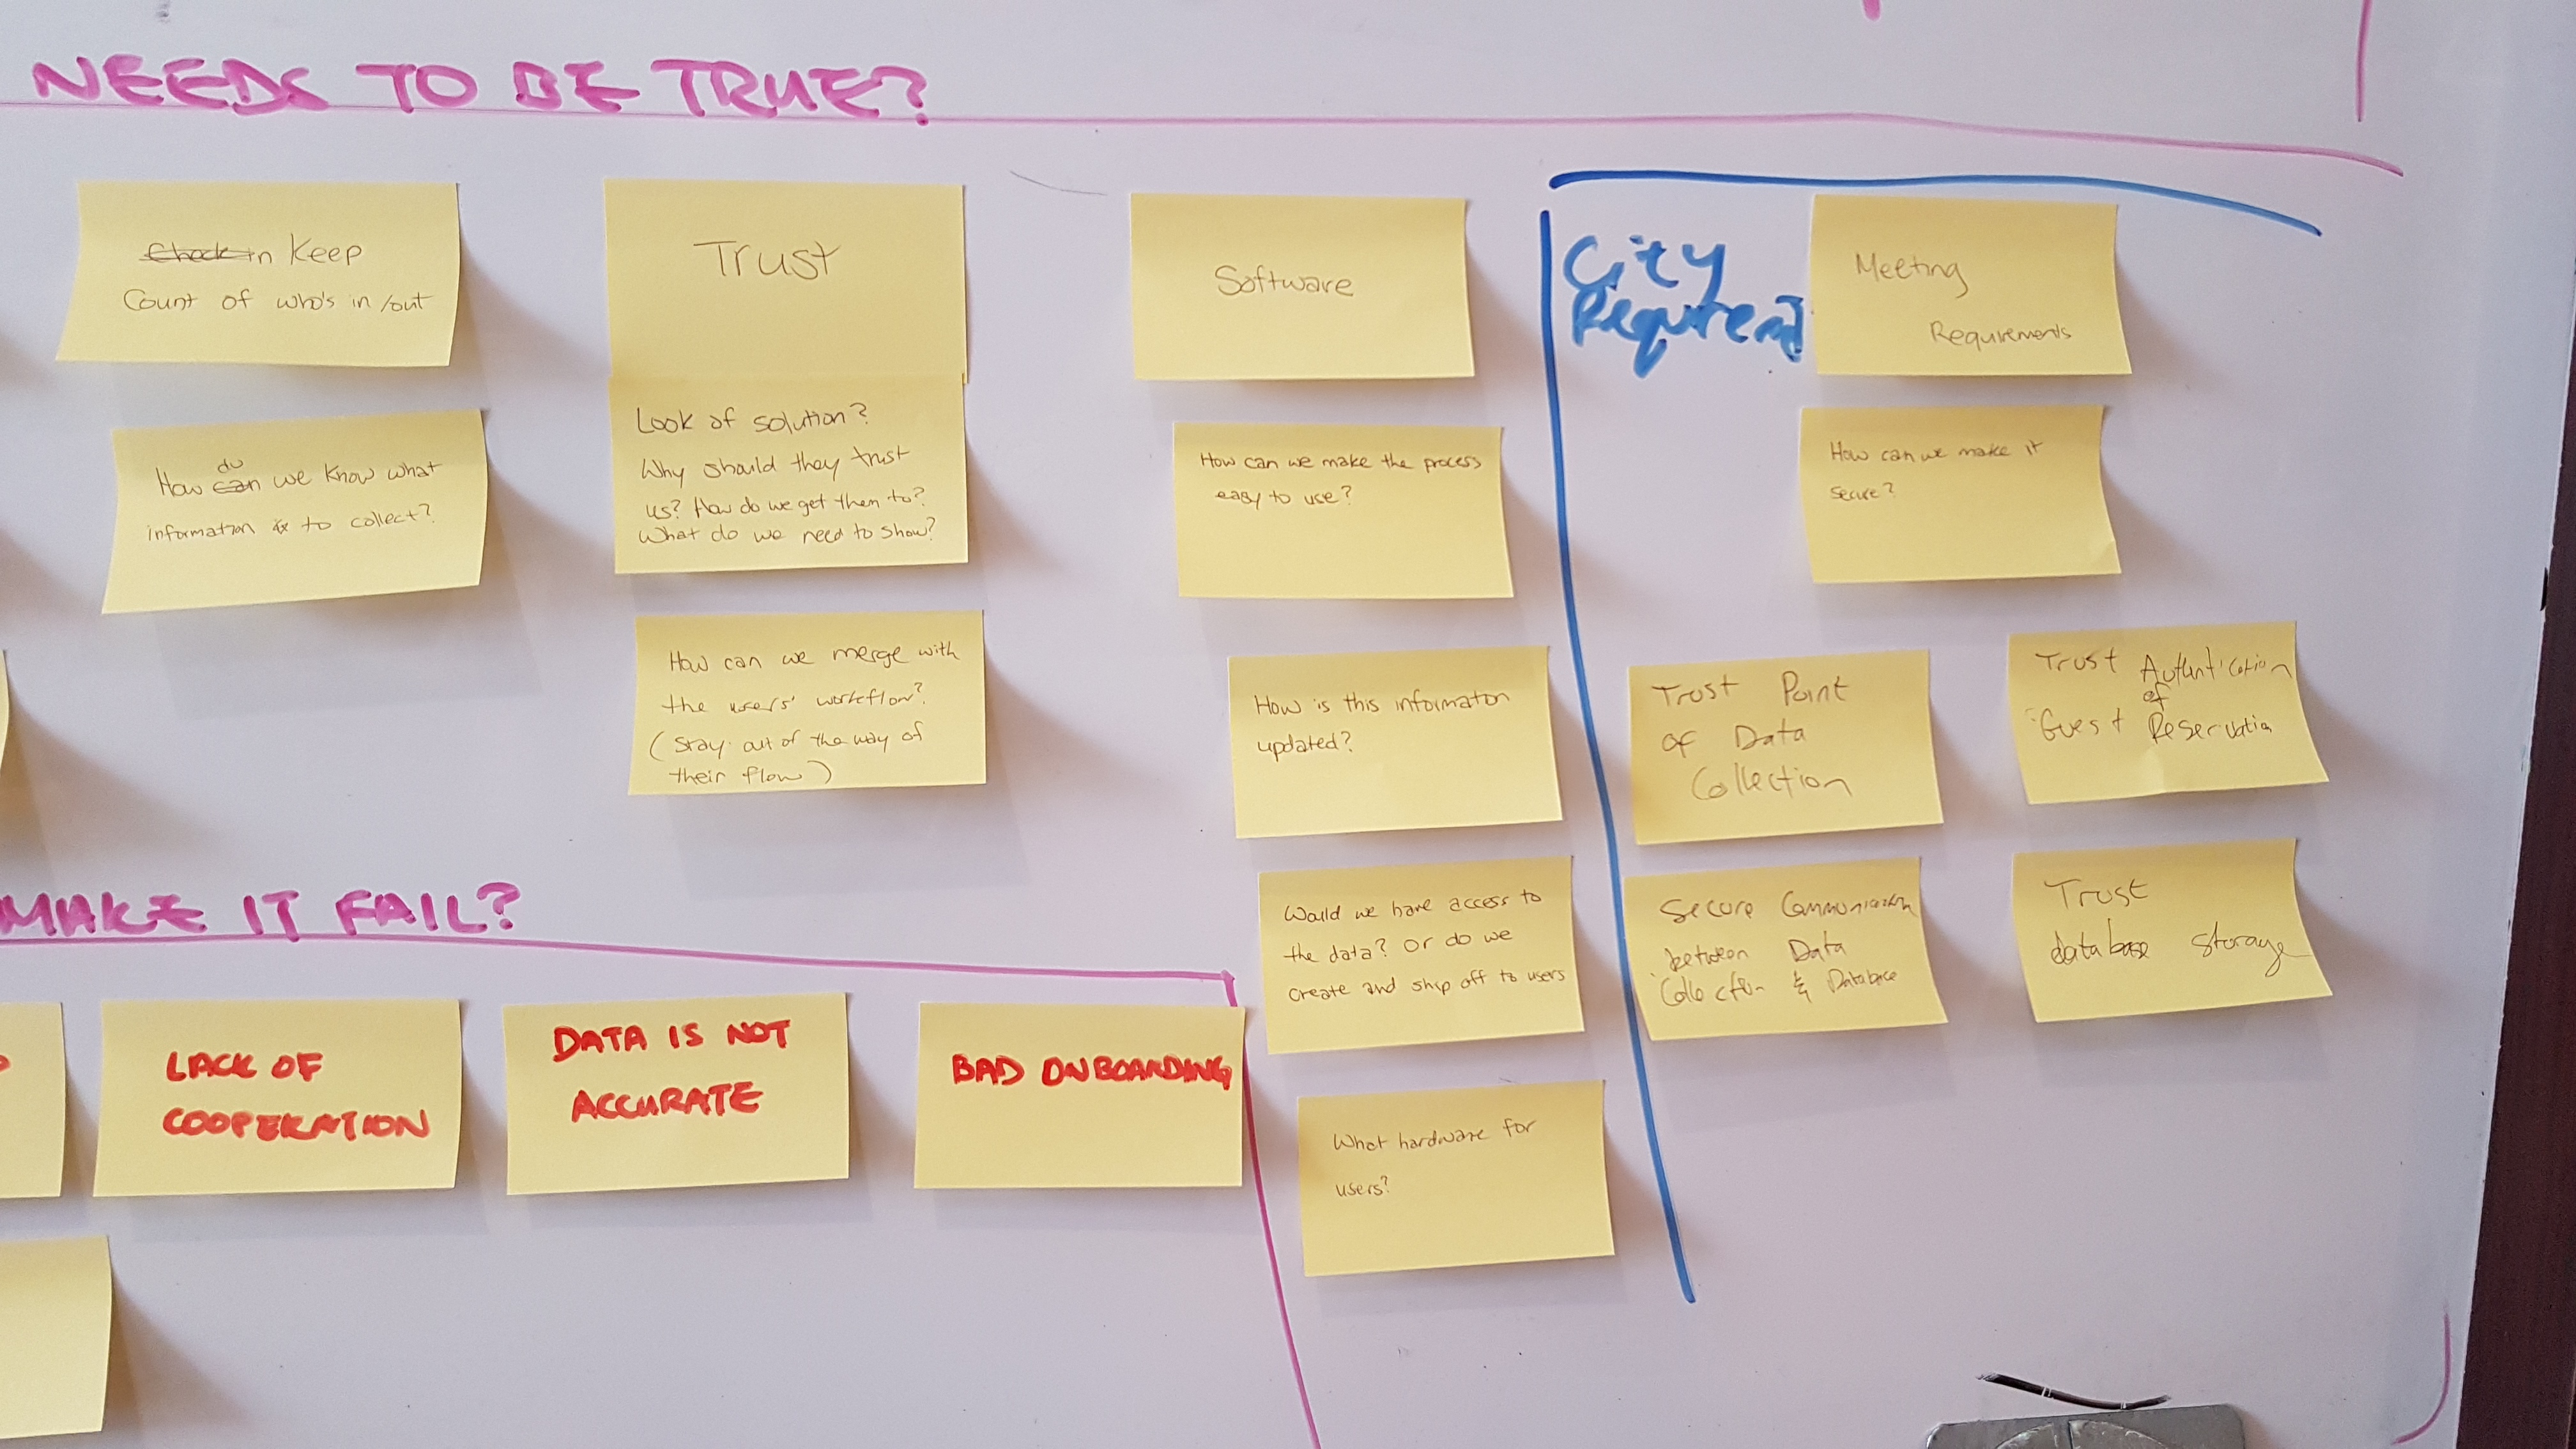 NEEDS TO BE TRUE?
Check in Keep
Count of who's in /out
How can do we know what
information to collect?
Trust
Look of solution?
Why should they trust
us? How do we get them to?
What do we need to show?
How can we merge with
the users' workflow?
(stay out of the way of
their flow)
Software
How can we make the process
easy to use?
How is this information
updated?
Would we have access to
the data? Or do we
create and ship off to users
What hardware for
users?
City
Meeting
Requirements
How can we make it
secure?
Trust Point
of Data
Collection
Trust
of
Guest Reservation
Secure Communication
between Data
Collection & Database
Trust
database storage
MAKE IT FAIL?
LACK OF
COOPERATION
DATA IS NOT
ACCURATE
BAD ONBOARDING